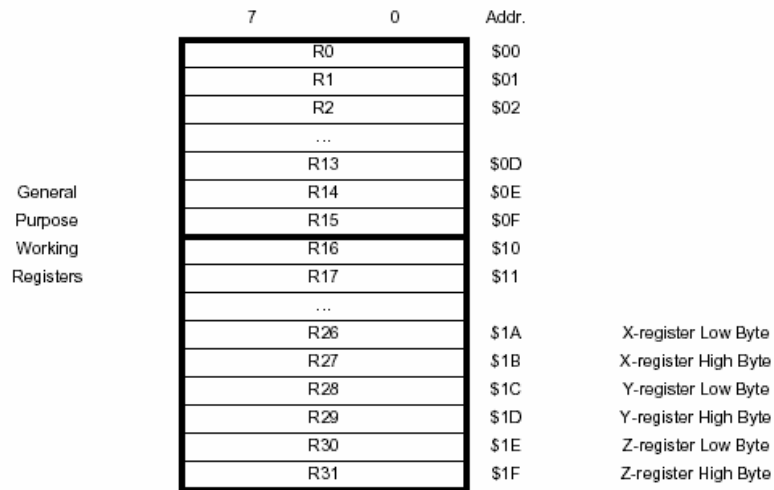 7 0 Addr.
R0 $00
R1 $01
R2 $02
...
R13 $0D
General R14 $0E
Purpose R15 $0F
Working R16 $10
Registers R17 $11
...
R26 $1A X-register Low Byte
R27 $1B X-register High Byte
R28 $1C Y-register Low Byte
R29 $1D Y-register High Byte
R30 $1E Z-register Low Byte
R31 $1F Z-register High Byte